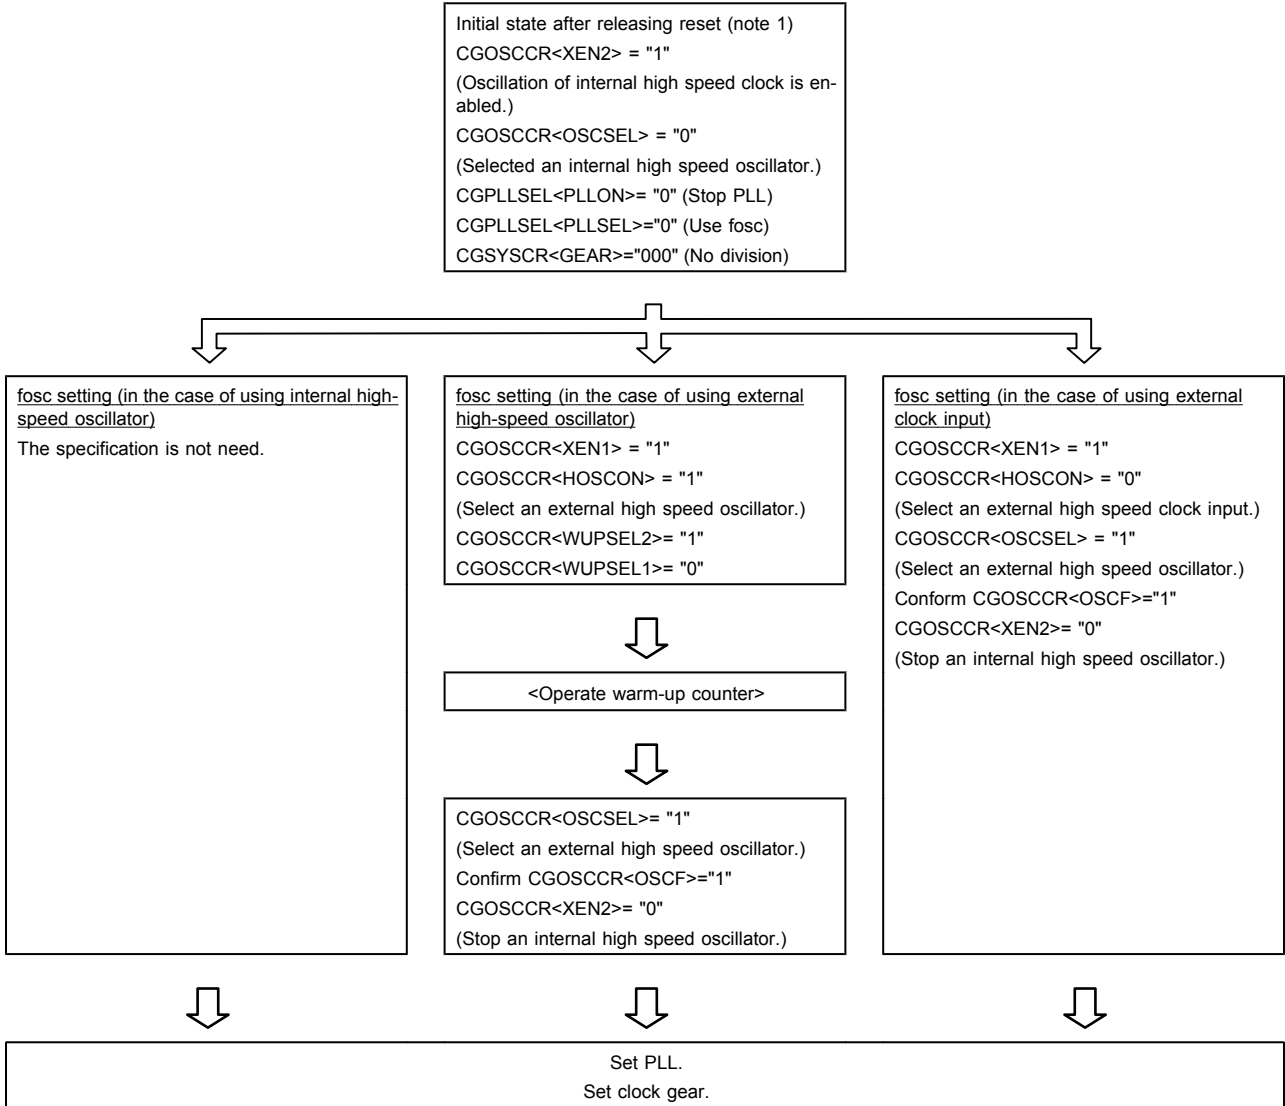 Initial state after releasing reset (note 1)
CGOSCCR<XEN2> = "1"
(Oscillation of internal high speed clock is en-
abled.)
CGOSCCR<OSCSEL> = "0"
(Selected an internal high speed oscillator.)
CGPLLSEL<PLLON>= "0" (Stop PLL)
CGPLLSEL<PLLSEL>="0" (Use fosc)
CGSYSCR<GEAR>="000" (No division)
fosc setting (in the case of using internal high-
speed oscillator)
The specification is not need.
fosc setting (in the case of using external
high-speed oscillator)
CGOSCCR<XEN1> = "1"
CGOSCCR<HOSCON> = "1"
(Select an external high speed oscillator.)
CGOSCCR<WUPSEL2>= "1"
CGOSCCR<WUPSEL1>= "0"
<Operate warm-up counter>
CGOSCCR<OSCSEL>= "1"
(Select an external high speed oscillator.)
Confirm CGOSCCR<OSCF>="1"
CGOSCCR<XEN2>= "0"
(Stop an internal high speed oscillator.)
fosc setting (in the case of using external
clock input)
CGOSCCR<XEN1> = "1"
CGOSCCR<HOSCON> = "0"
(Select an external high speed clock input.)
CGOSCCR<OSCSEL> = "1"
(Select an external high speed oscillator.)
Conform CGOSCCR<OSCF>="1"
CGOSCCR<XEN2>= "0"
(Stop an internal high speed oscillator.)
Set PLL.
Set clock gear.